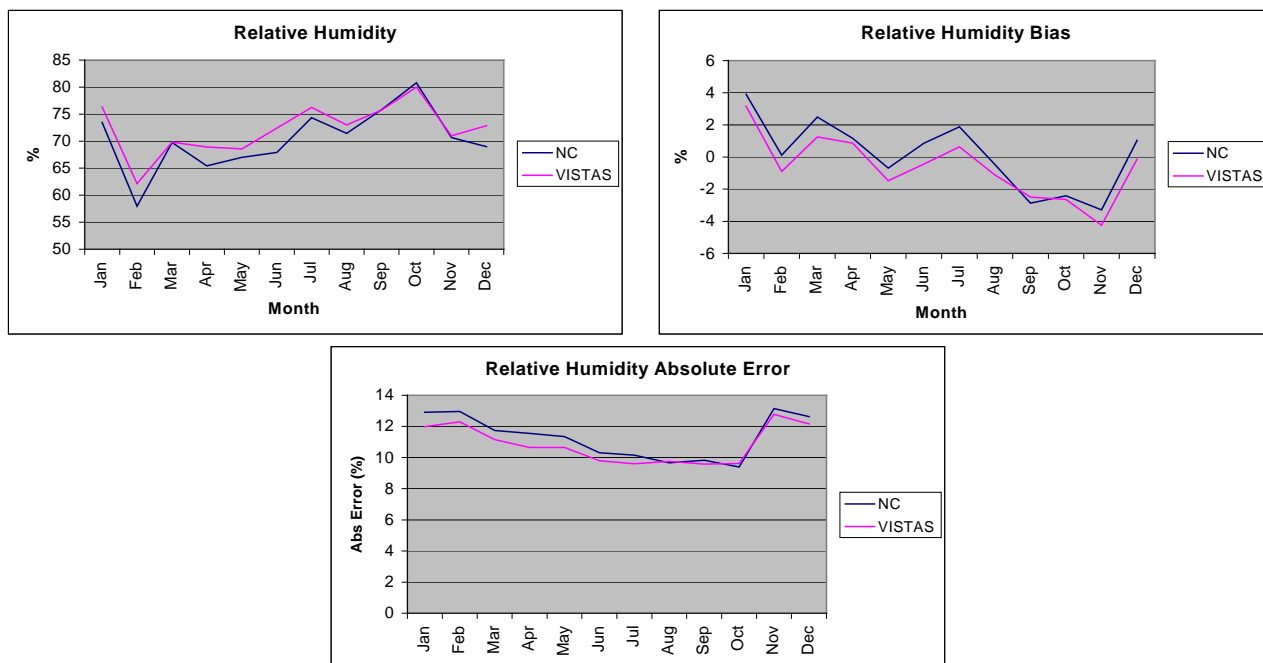 Relative Humidity
85
80
75
70
65
60
55
50
%
Jan
Feb
Mar
Apr
May
Jun
Jul
Aug
Sep
Oct
Nov
Dec
Month
NC
VISTAS
Relative Humidity Bias
6
4
2
0
-2
-4
-6
%
Jan
Feb
Mar
Apr
May
Jun
Jul
Aug
Sep
Oct
Nov
Dec
Month
NC
VISTAS
Relative Humidity Absolute Error
14
12
10
8
6
4
2
0
Abs Error (%)
Jan
Feb
Mar
Apr
May
Jun
Jul
Aug
Sep
Oct
Nov
Dec
NC
VISTAS